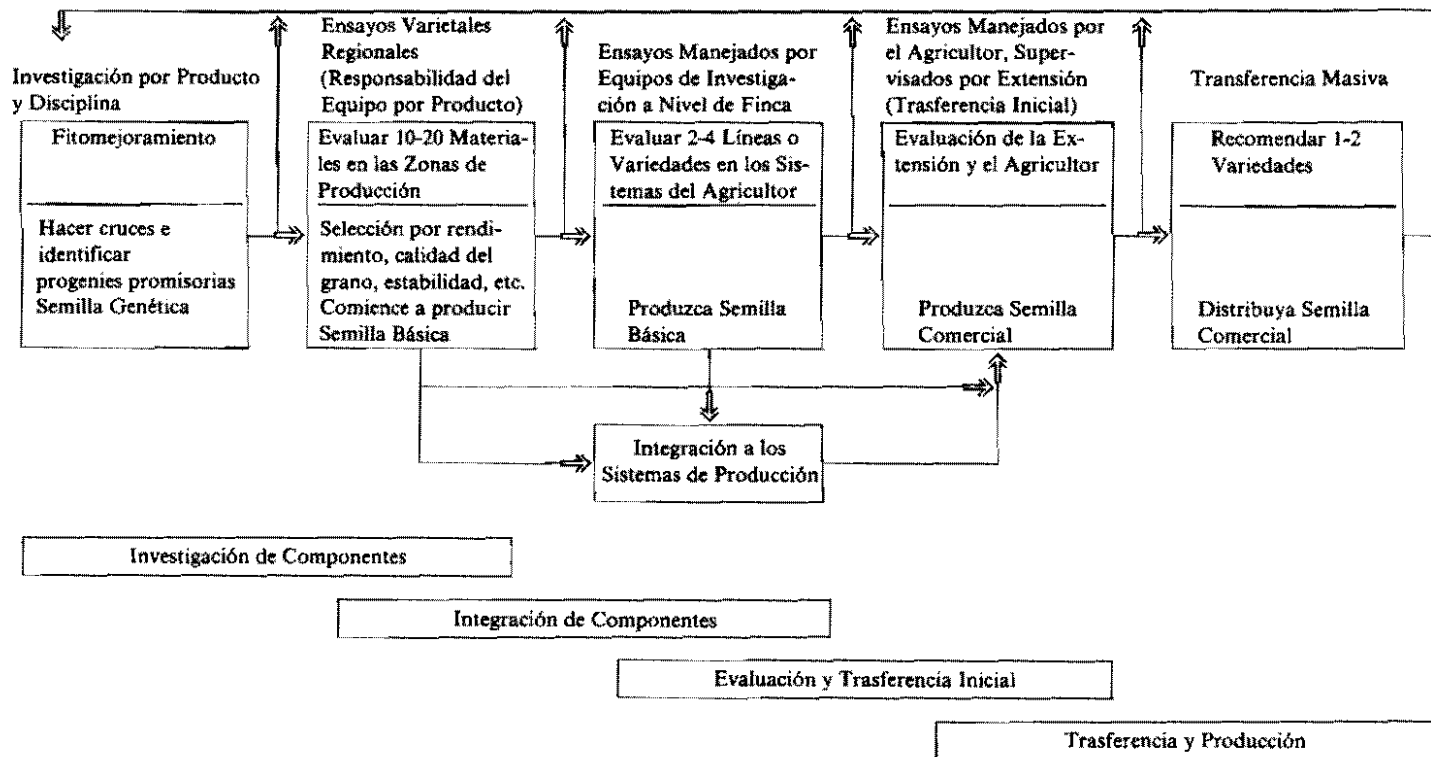 Investigación por Producto
y Disciplina
Fitomejoramiento
Hacer cruces e
identificar
progenies promisorias
Semilla Genética
Ensayos Varietales
Regionales
(Responsabilidad del
Equipo por Producto)
Evaluar 10-20 Materia-
les en las Zonas de
Producción
Selección por rendi-
miento, calidad del
grano, estabilidad, etc.
Comience a producir
Semilla Básica
Ensayos Manejados por
Equipos de Investiga-
ción a Nivel de Finca
Evaluar 2-4 Líneas o
Variedades en los Sis-
temas del Agricultor
Produzca Semilla
Básica
Ensayos Manejados por
el Agricultor, Super-
visados por Extensión
(Trasferencia Inicial)
Evaluación de la Ex-
tensión y el Agricultor
Produzca Semilla
Comercial
Transferencia Masiva
Recomendar 1-2
Variedades
Distribuya Semilla
Comercial
Integración a los
Sistemas de Producción
Investigación de Componentes
Integración de Componentes
Evaluación y Trasferencia Inicial
Trasferencia y Producción